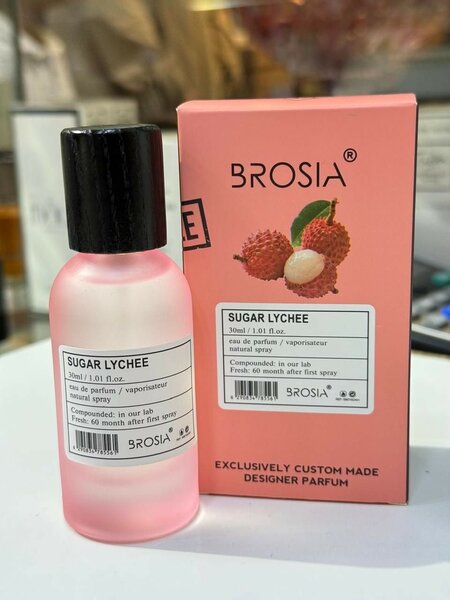 BROSIA®
SUGAR LYCHEE
30ml / 1.01 fl.oz.
eau de parfum / vaporisateur
natural spray
Compounded: in our lab
Fresh: 60 month after first spray
6290834785561
BROSIA®
EXCLUSIVELY CUSTOM MADE
DESIGNER PARFUM
SUGAR LYCHEE
30ml / 1.01 fl.oz.
eau de parfum / vaporisateur
natural spray
Compounded: in our lab
Fresh: 60 month after first spray
BROSIA®